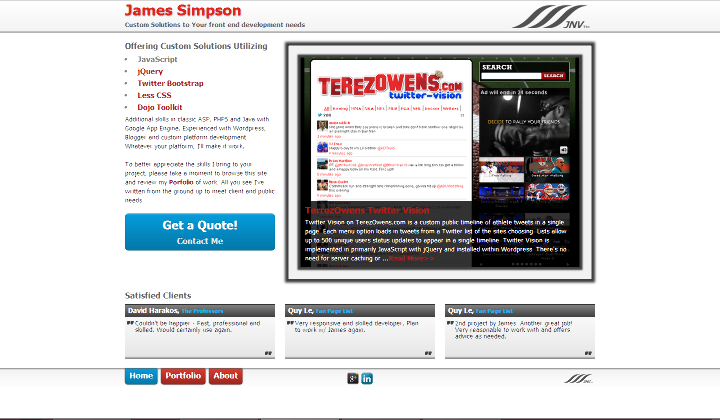 James Simpson
Custom Solutions to Your front end development needs
JNV
Offering Custom Solutions Utilizing
JavaScript
jQuery
Twitter Bootstrap
Less CSS
Dojo Toolkit
Additional skills in classic ASP, PHP5 and Java with
Google App Engine. Experienced with Wordpress,
Blogger and custom platform development.
Whatever your platform, I'll make it work.
To better appreciate the skills I bring to your
project, please take a moment to browse this site
and review my Portfolio of work. All you see I've
written from the ground up to meet client and public
needs
Get a Quote!
Contact Me
TEREZOWENS.COM
twitter-vision
SEARCH
SEARCH
Ad will end in 24 seconds
DECIDE TO RALLY YOUR FRIENDS
TerezOwens Twitter Vision
Twitter Vision on TerezOwens.com is a custom public timeline of athlete tweets in a single
page. Each menu option loads in tweets from a Twitter list of the sites choosing. Lists allow
up to 500 unique users status updates to appear in a single timeline. Twitter Vision is
implemented in primarily JavaScript with jQuery and installed within Wordpress. There's no
need for server caching or ...Read More->
Satisfied Clients
David Harakos, The Professors
"Couldn't be happier - Fast, professional and
skilled. Would certainly use again.
"
Quy Le, Fan Page List
"Very responsive and skilled developer. Plan
to work w/ James again.
"
Quy Le, Fan Page List
"2nd project by James. Another great job!
Very reasonable to work with and offers
advice as needed.
"
Home
Portfolio
About
g+
in
JNV